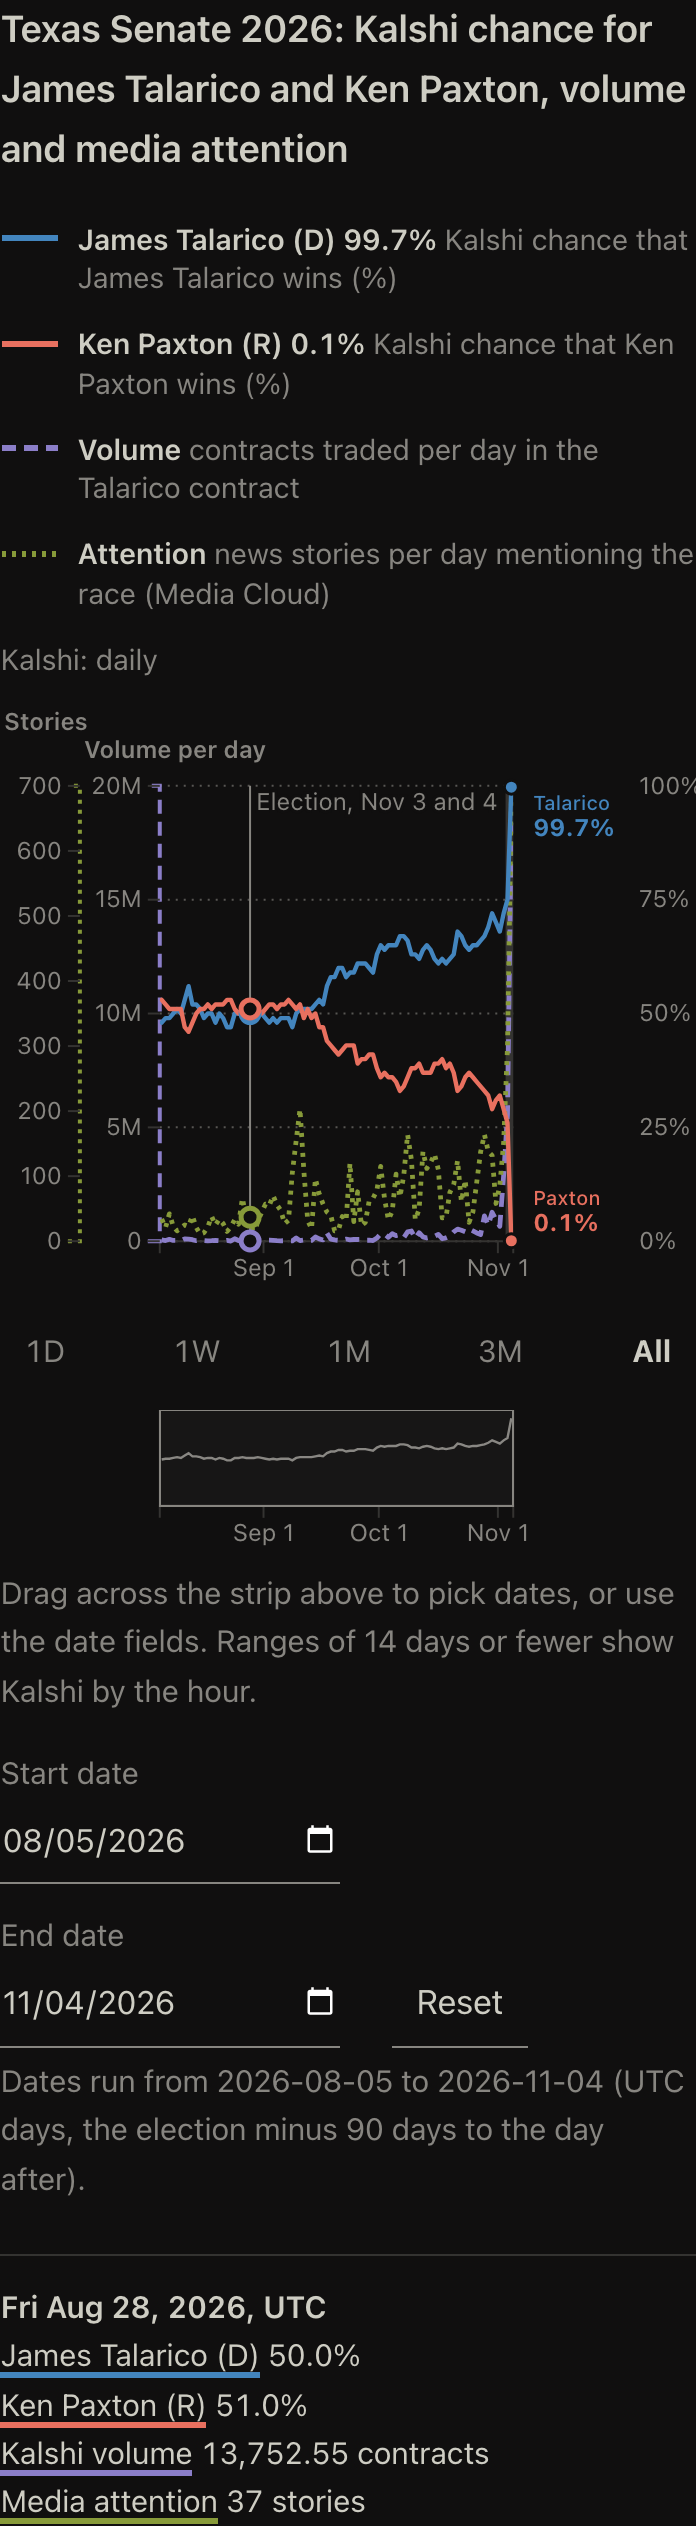 Texas Senate 2026: Kalshi chance for
James Talarico and Ken Paxton, volume
and media attention
James Talarico (D) 99.7% Kalshi chance that
James Talarico wins (%)
Ken Paxton (R) 0.1% Kalshi chance that Ken
Paxton wins (%)
Volume contracts traded per day in the
Talarico contract
Attention news stories per day mentioning the
race (Media Cloud)
Kalshi: daily
Stories
Volume per day
700 20M 100%
Election, Nov 3 and 4
Talarico
99.7%
600
15M 75%
500
400
10M 50%
300
200
5M 25%
100
Paxton
0.1%
0 0 0%
Sep 1 Oct 1 Nov 1
1D 1W 1M 3M All
Sep 1 Oct 1 Nov 1
Drag across the strip above to pick dates, or use
the date fields. Ranges of 14 days or fewer show
Kalshi by the hour.
Start date
08/05/2026
End date
11/04/2026 Reset
Dates run from 2026-08-05 to 2026-11-04 (UTC
days, the election minus 90 days to the day
after).
Fri Aug 28, 2026, UTC
James Talarico (D) 50.0%
Ken Paxton (R) 51.0%
Kalshi volume 13,752.55 contracts
Media attention 37 stories